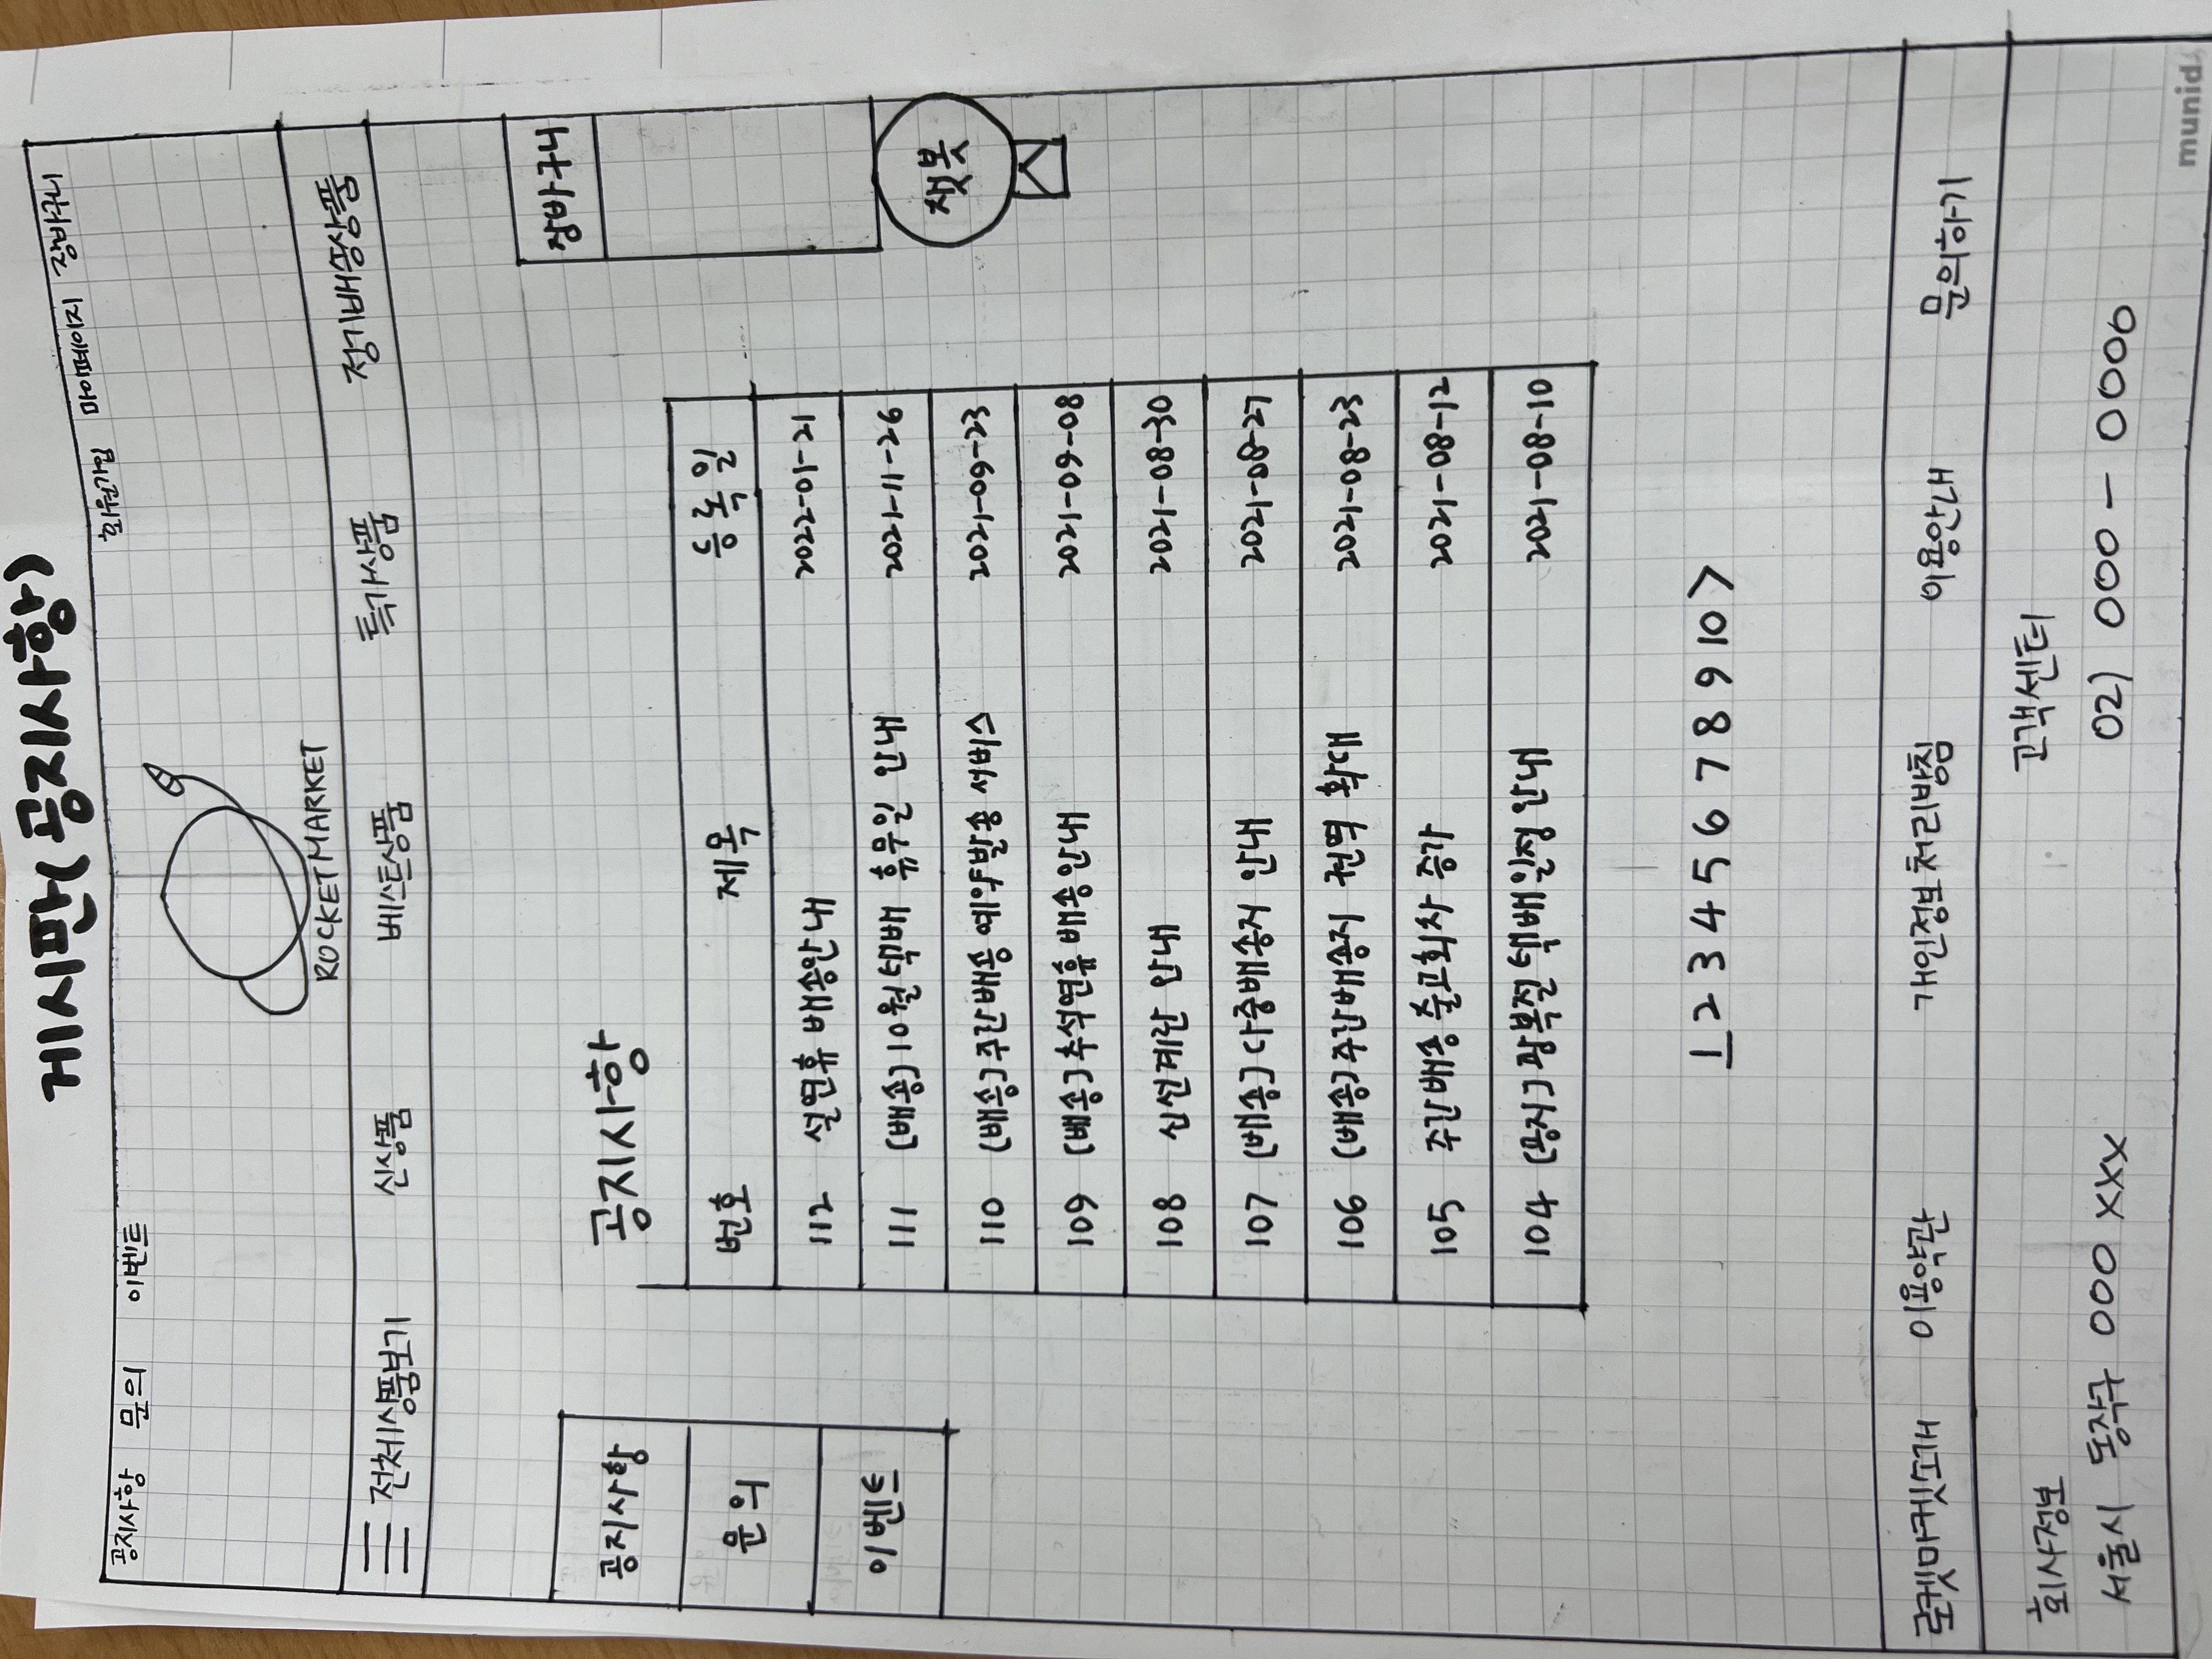 게시판(공지사항)
공지사항 문의 이벤트 회원가입 마이페이지 장바구니
ROCKETMARKET
전체상품보기 신상품 베스트상품 특가상품 정기배송상품
장바구니
챗봇
공지사항
문의
이벤트
공지사항
번호 제목 등록일
112 설연휴 배송안내 2022-01-21
111 [배송] 10월 택배 휴무일 안내 2021-11-26
110 [배송] 주간배송 예약발송 서비스 2021-09-23
109 [배송] 추석연휴 배송안내 2021-09-08
108 신선계란 안내 2021-08-30
107 [배송] 다중배송지 안내 2021-08-27
106 [배송] 주간배송지 권역 확대 2021-08-23
105 주간배송 출고회차 증가 2021-08-12
104 [공지] 광복절 택배일정 안내 2021-08-10
1 2 3 4 5 6 7 8 9 10 >
로켓마켓소개 이용약관 개인정보처리방침 이용안내 문의하기
회사정보 고객센터
서울시 동작구 000 xxx 02) 000 - 0000
munid